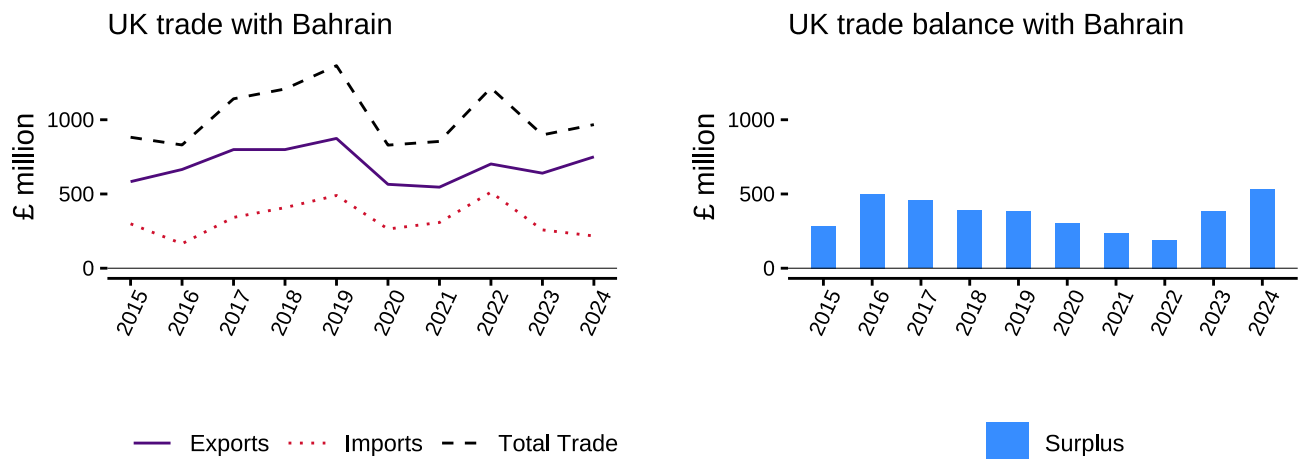 UK trade with Bahrain
£ million
1000
500
0
2015 2016 2017 2018 2019 2020 2021 2022 2023 2024
Exports Imports Total Trade
UK trade balance with Bahrain
£ million
1000
500
0
2015 2016 2017 2018 2019 2020 2021 2022 2023 2024
Surplus